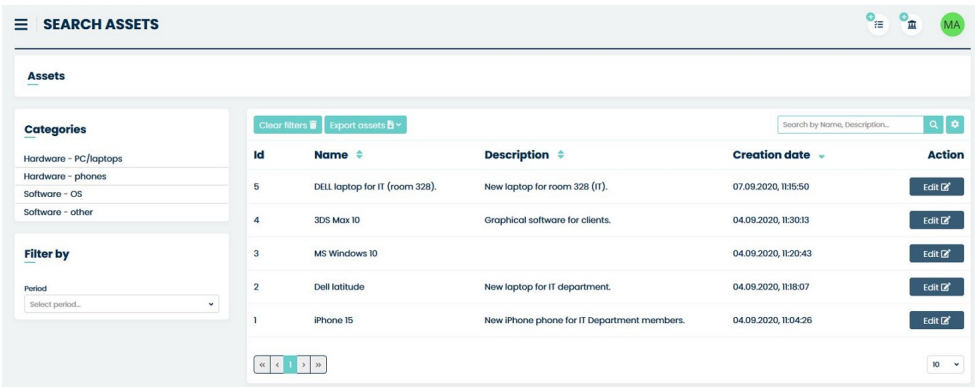 SEARCH ASSETS
MA
Assets
Categories
Hardware - PC/laptops
Hardware - phones
Software - OS
Software - other
Filter by
Period
Select period...
Clear filters Export assets
Search by Name, Description...
Id Name Description Creation date Action
5 DELL laptop for IT (room 328). New laptop for room 328 (IT). 07.09.2020, 11:15:50 Edit
4 3DS Max 10 Graphical software for clients. 04.09.2020, 11:30:13 Edit
3 MS Windows 10 04.09.2020, 11:20:43 Edit
2 Dell latitude New laptop for IT department. 04.09.2020, 11:18:07 Edit
1 iPhone 15 New iPhone phone for IT Department members. 04.09.2020, 11:04:26 Edit
« ‹ 1 › »
10